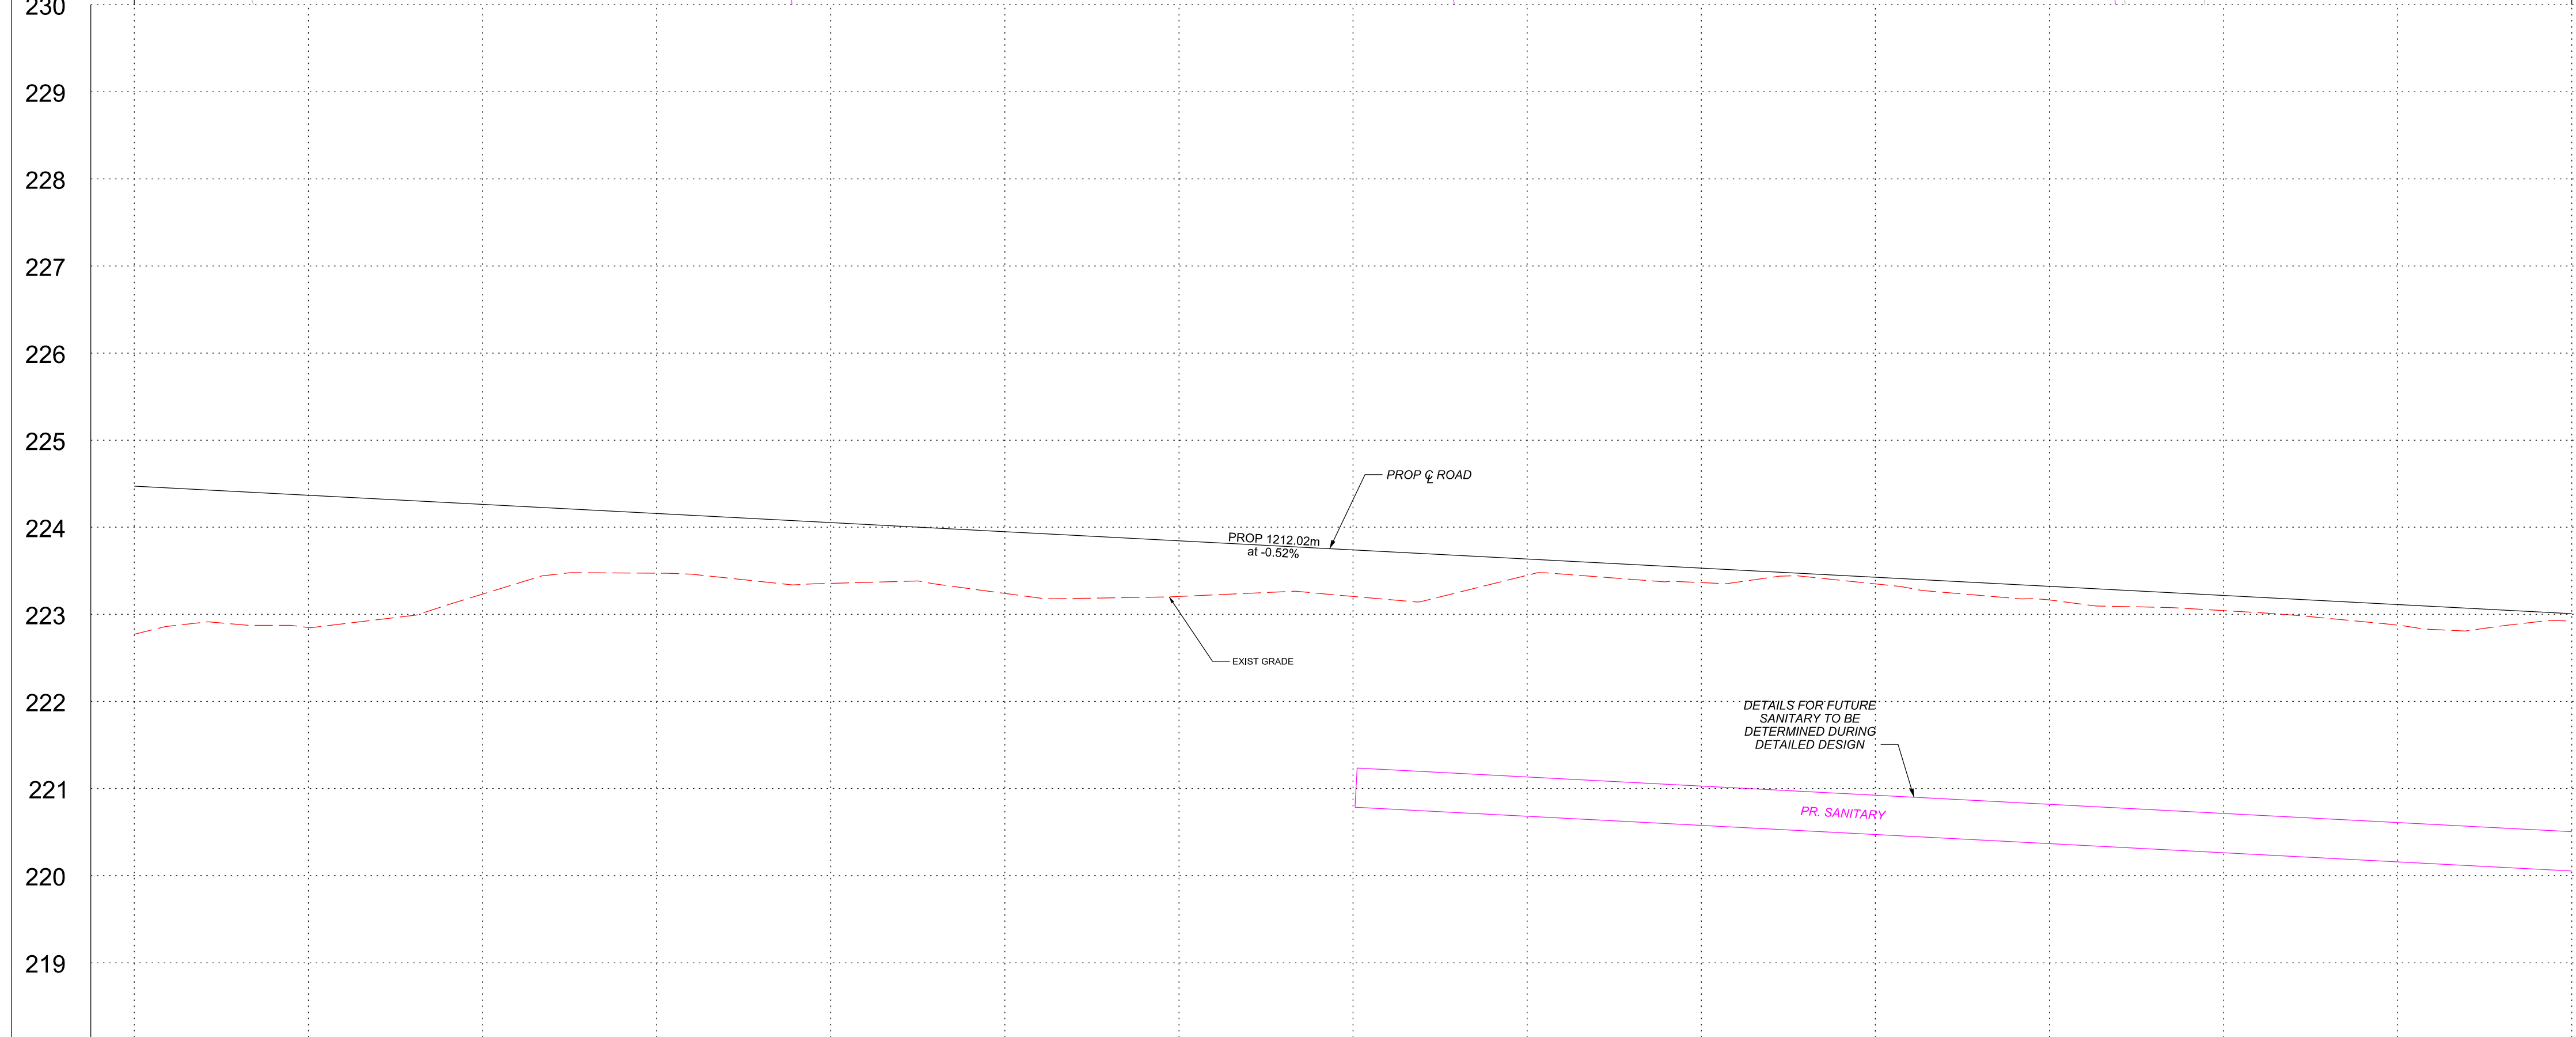 230
229
228
227
226
225
224
223
222
221
220
219
PROP ℄ ROAD
PROP 1212.02m
at -0.52%
EXIST GRADE
DETAILS FOR FUTURE
SANITARY TO BE
DETERMINED DURING
DETAILED DESIGN
PR. SANITARY